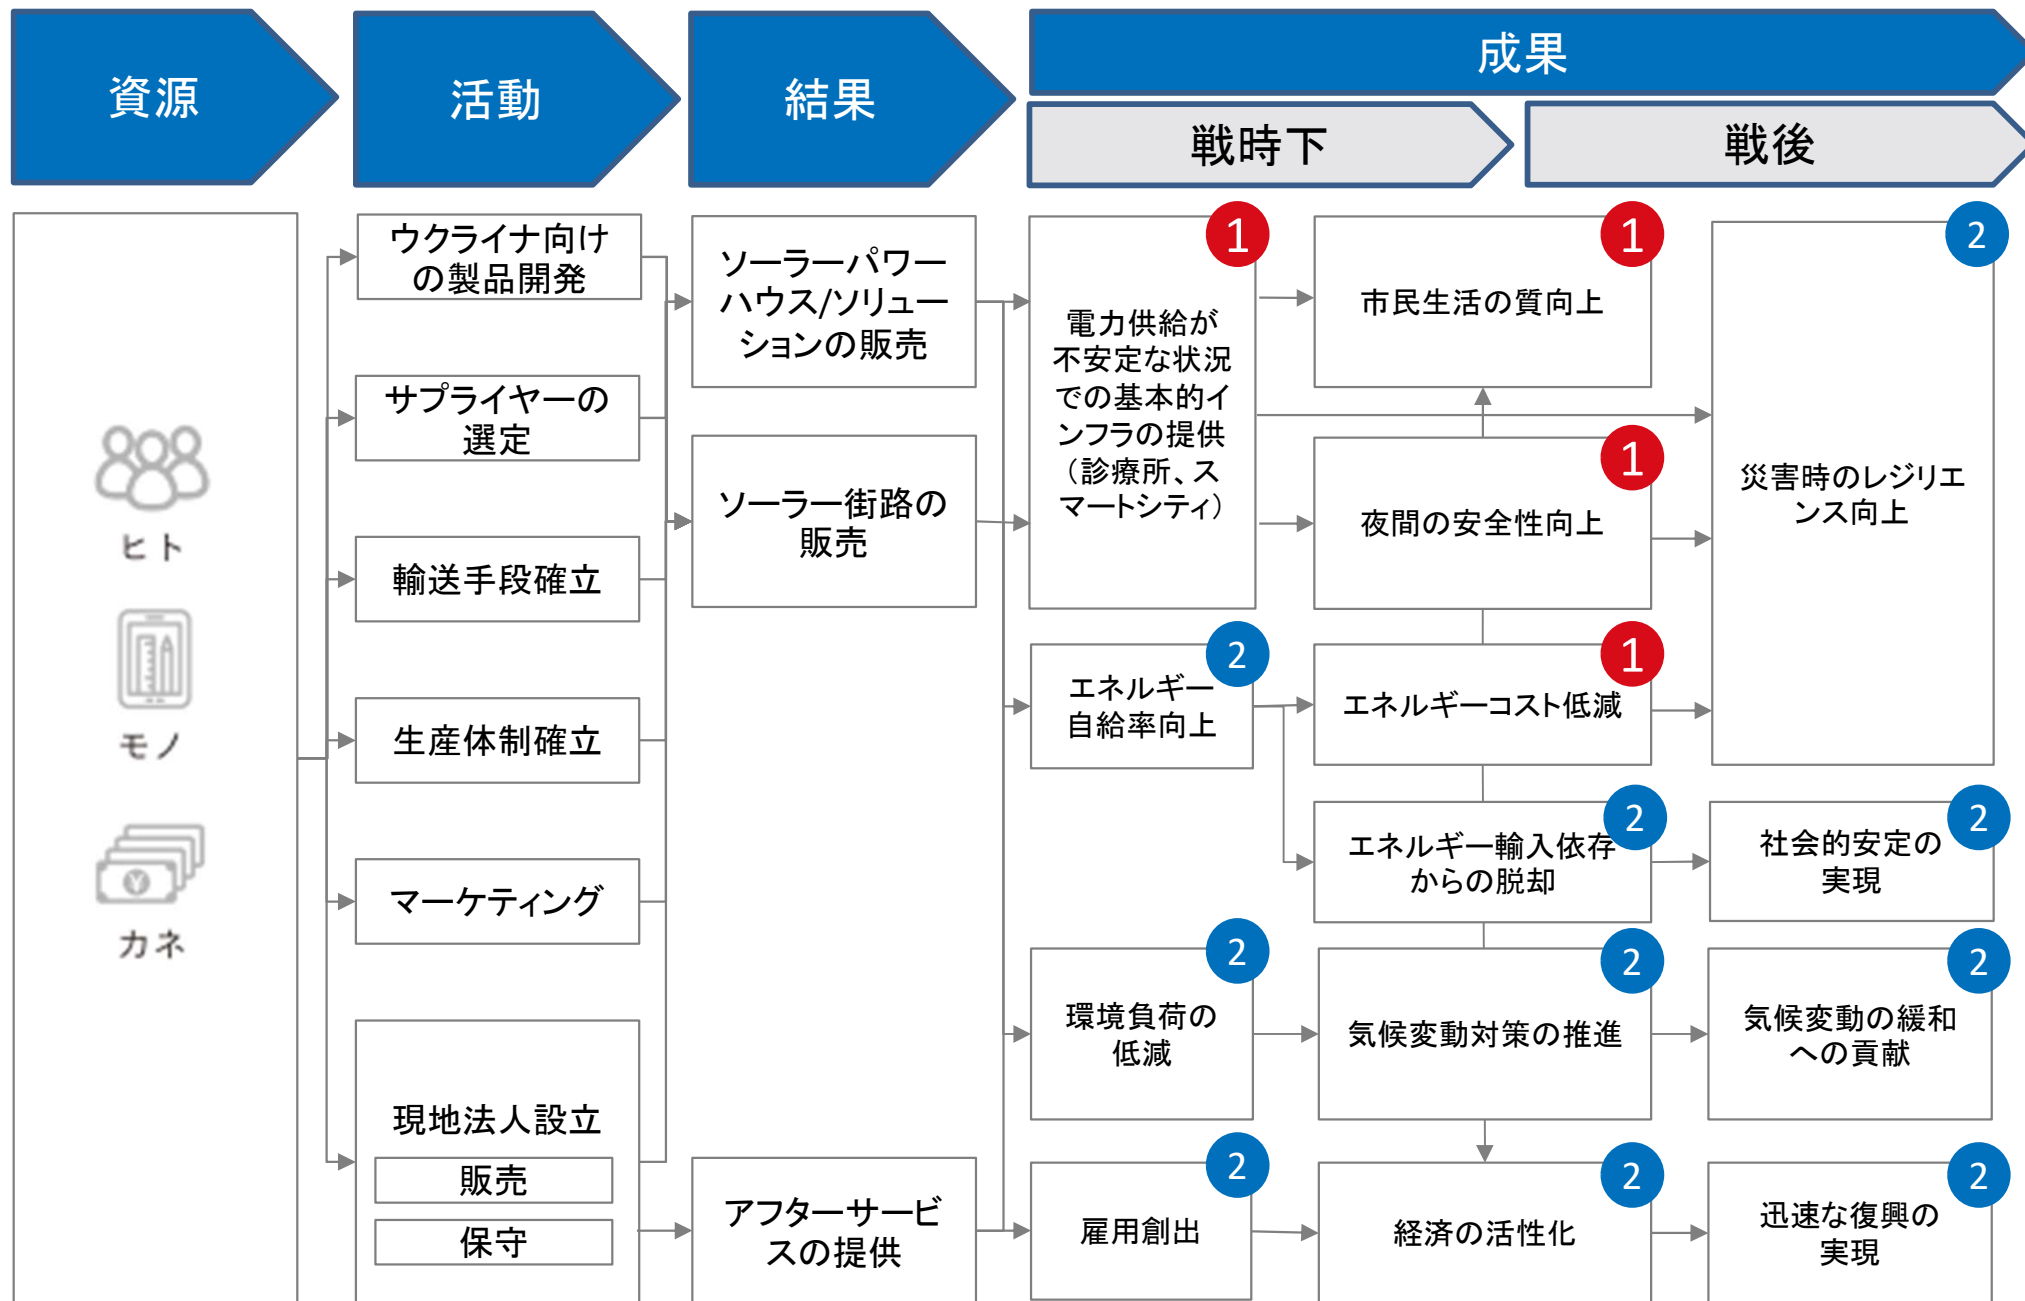 資源
活動
結果
成果
戦時下
戦後
ヒト
モノ
カネ
ウクライナ向け
の製品開発
サプライヤーの
選定
輸送手段確立
生産体制確立
マーケティング
現地法人設立
販売
保守
ソーラーパワー
ハウス/ソリュー
ションの販売
ソーラー街路の
販売
アフターサービ
スの提供
1
電力供給が
不安定な状況
での基本的イ
ンフラの提供
（診療所、ス
マートシティ）
2
エネルギー
自給率向上
2
環境負荷の
低減
2
雇用創出
1
市民生活の質向上
1
夜間の安全性向上
1
エネルギーコスト低減
2
エネルギー輸入依存
からの脱却
2
気候変動対策の推進
2
経済の活性化
2
災害時のレジリエ
ンス向上
2
社会的安定の
実現
2
気候変動の緩和
への貢献
2
迅速な復興の
実現